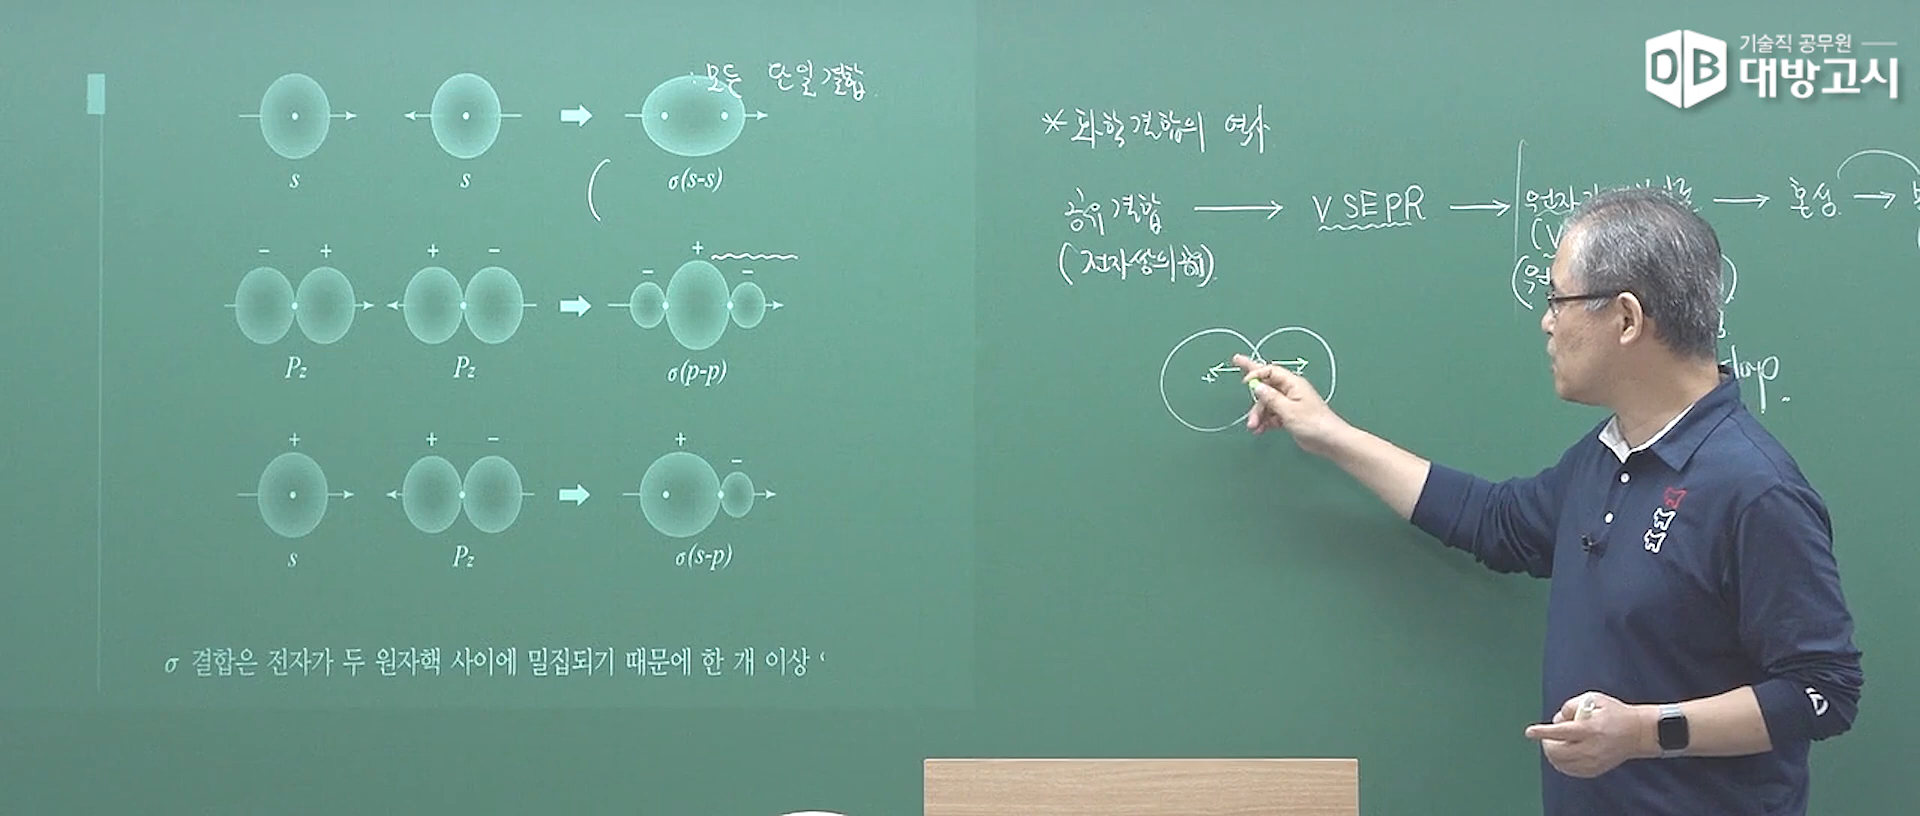 기술직 공무원
대방고시
: 모든 단일결합
s
s
σ(s-s)
- +
+ -
- + -
Pz
Pz
σ(p-p)
+
+ -
+ -
s
Pz
σ(s-p)
σ 결합은 전자가 두 원자핵 사이에 밀집되기 때문에 한 개 이상
* 화학결합의 역사
공유결합 → VSEPR → 원자 → 혼성 →
(전자쌍의